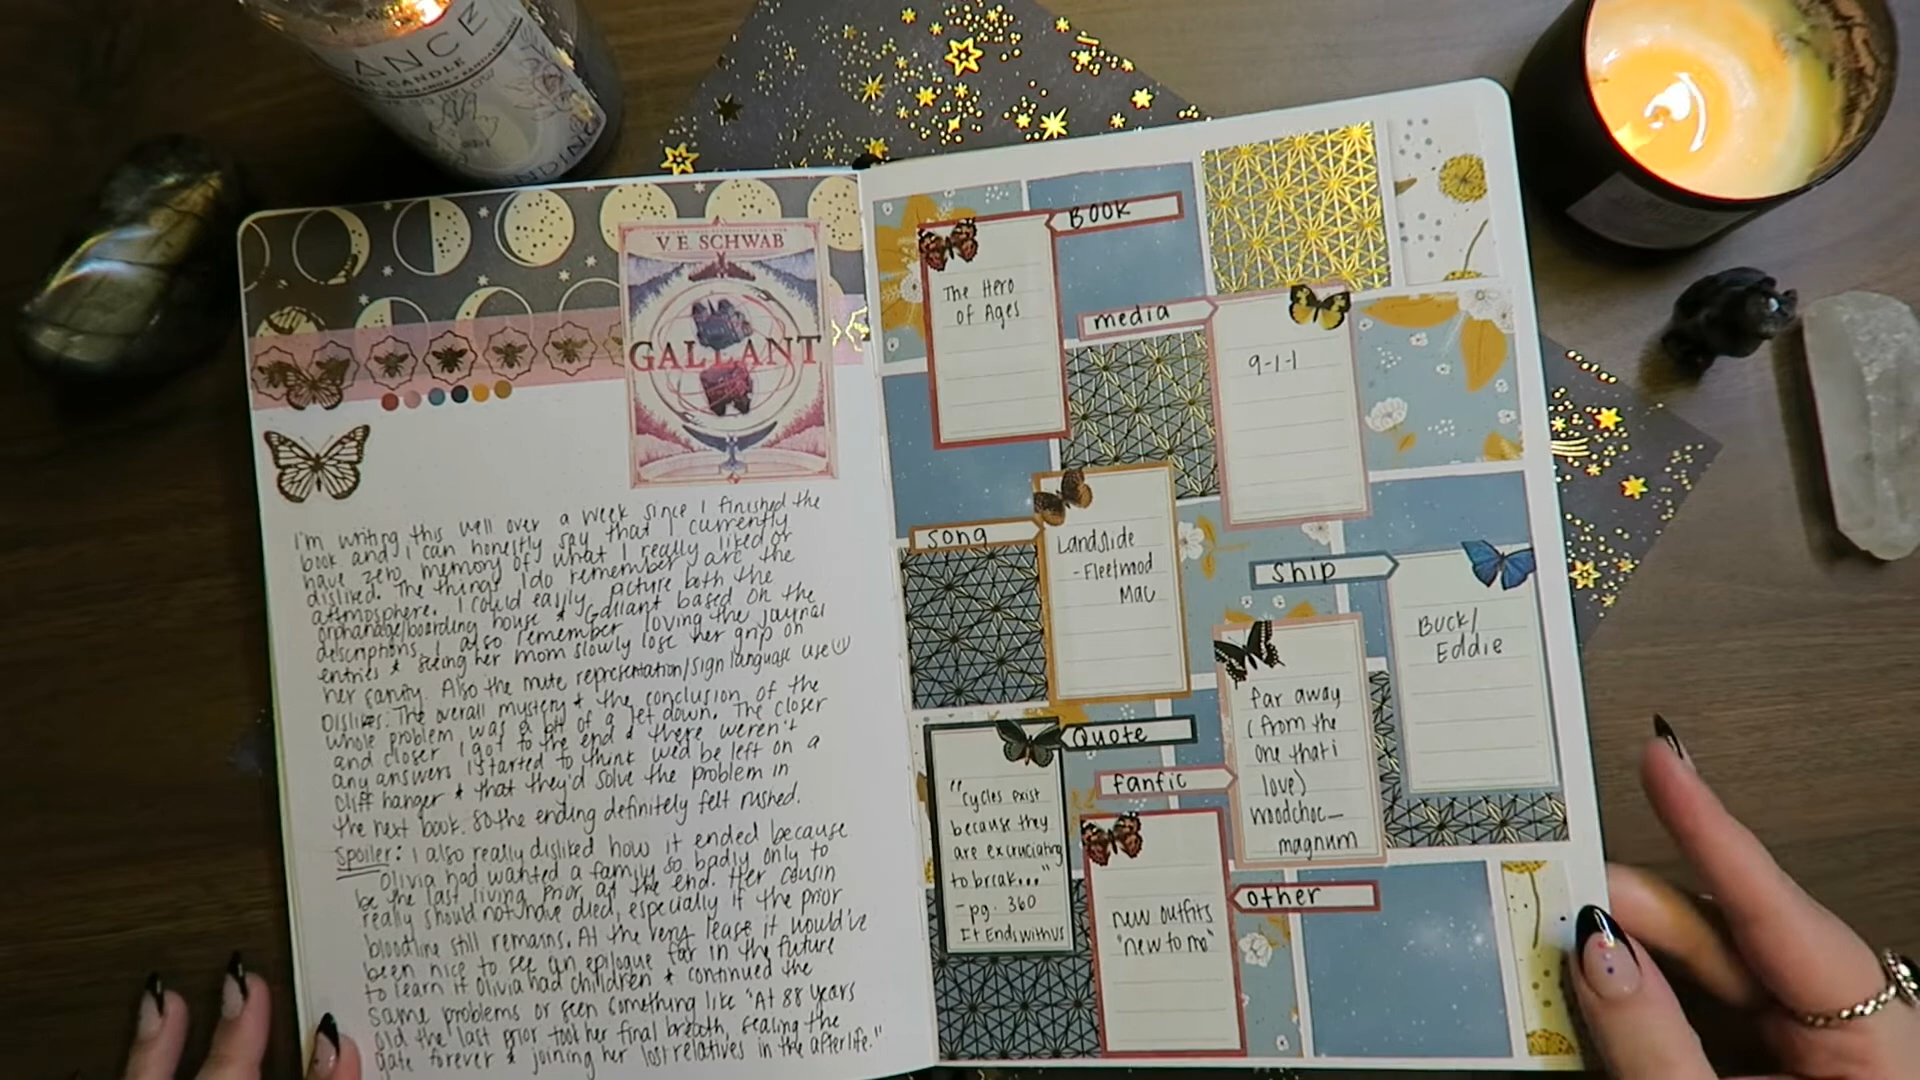 ANCE
CANDLE
V. E. SCHWAB
GALLANT
I'm writing this well over a week since I finished the
book and I can honestly say that I currently
have zero memory of what I really liked or
disliked. The things I do remember are the
atmosphere. I could easily picture both the
orphanage/boarding house & Gallant based on the
descriptions. I also remember loving the journal
entries & seeing her mom slowly lose her grip on
her sanity. Also the mute representation/sign language use
Dislikes: The overall mystery & the conclusion of the
whole problem was a bit of a let down. The closer
and closer I got to the end & there weren't
any answers I started to think we'd be left on a
cliff hanger & that they'd solve the problem in
the next book. So the ending definitely felt rushed.
Spoiler: I also really disliked how it ended because
Olivia had wanted a family so badly only to
be the last living Prior at the end. Her cousin
really should not have died, especially if the prior
bloodline still remains. At the very lease it would've
been nice to see an epilogue far in the future
to learn if Olivia had children & continued the
same problems or seen something like "At 88 years
old the last prior took her final breath, sealing the
gate forever & joining her lost relatives in the afterlife."
BOOK
The Hero
of Ages
media
9-1-1
song
Landslide
- Fleetwood
Mac
Ship
Buck/
Eddie
Quote
"cycles exist
because they
are excruciating
to break..."
- pg. 360
It Ends with us
fanfic
far away
(from the
one that i
love)
woodchoc_
magnum
other
new outfits
"new to me"